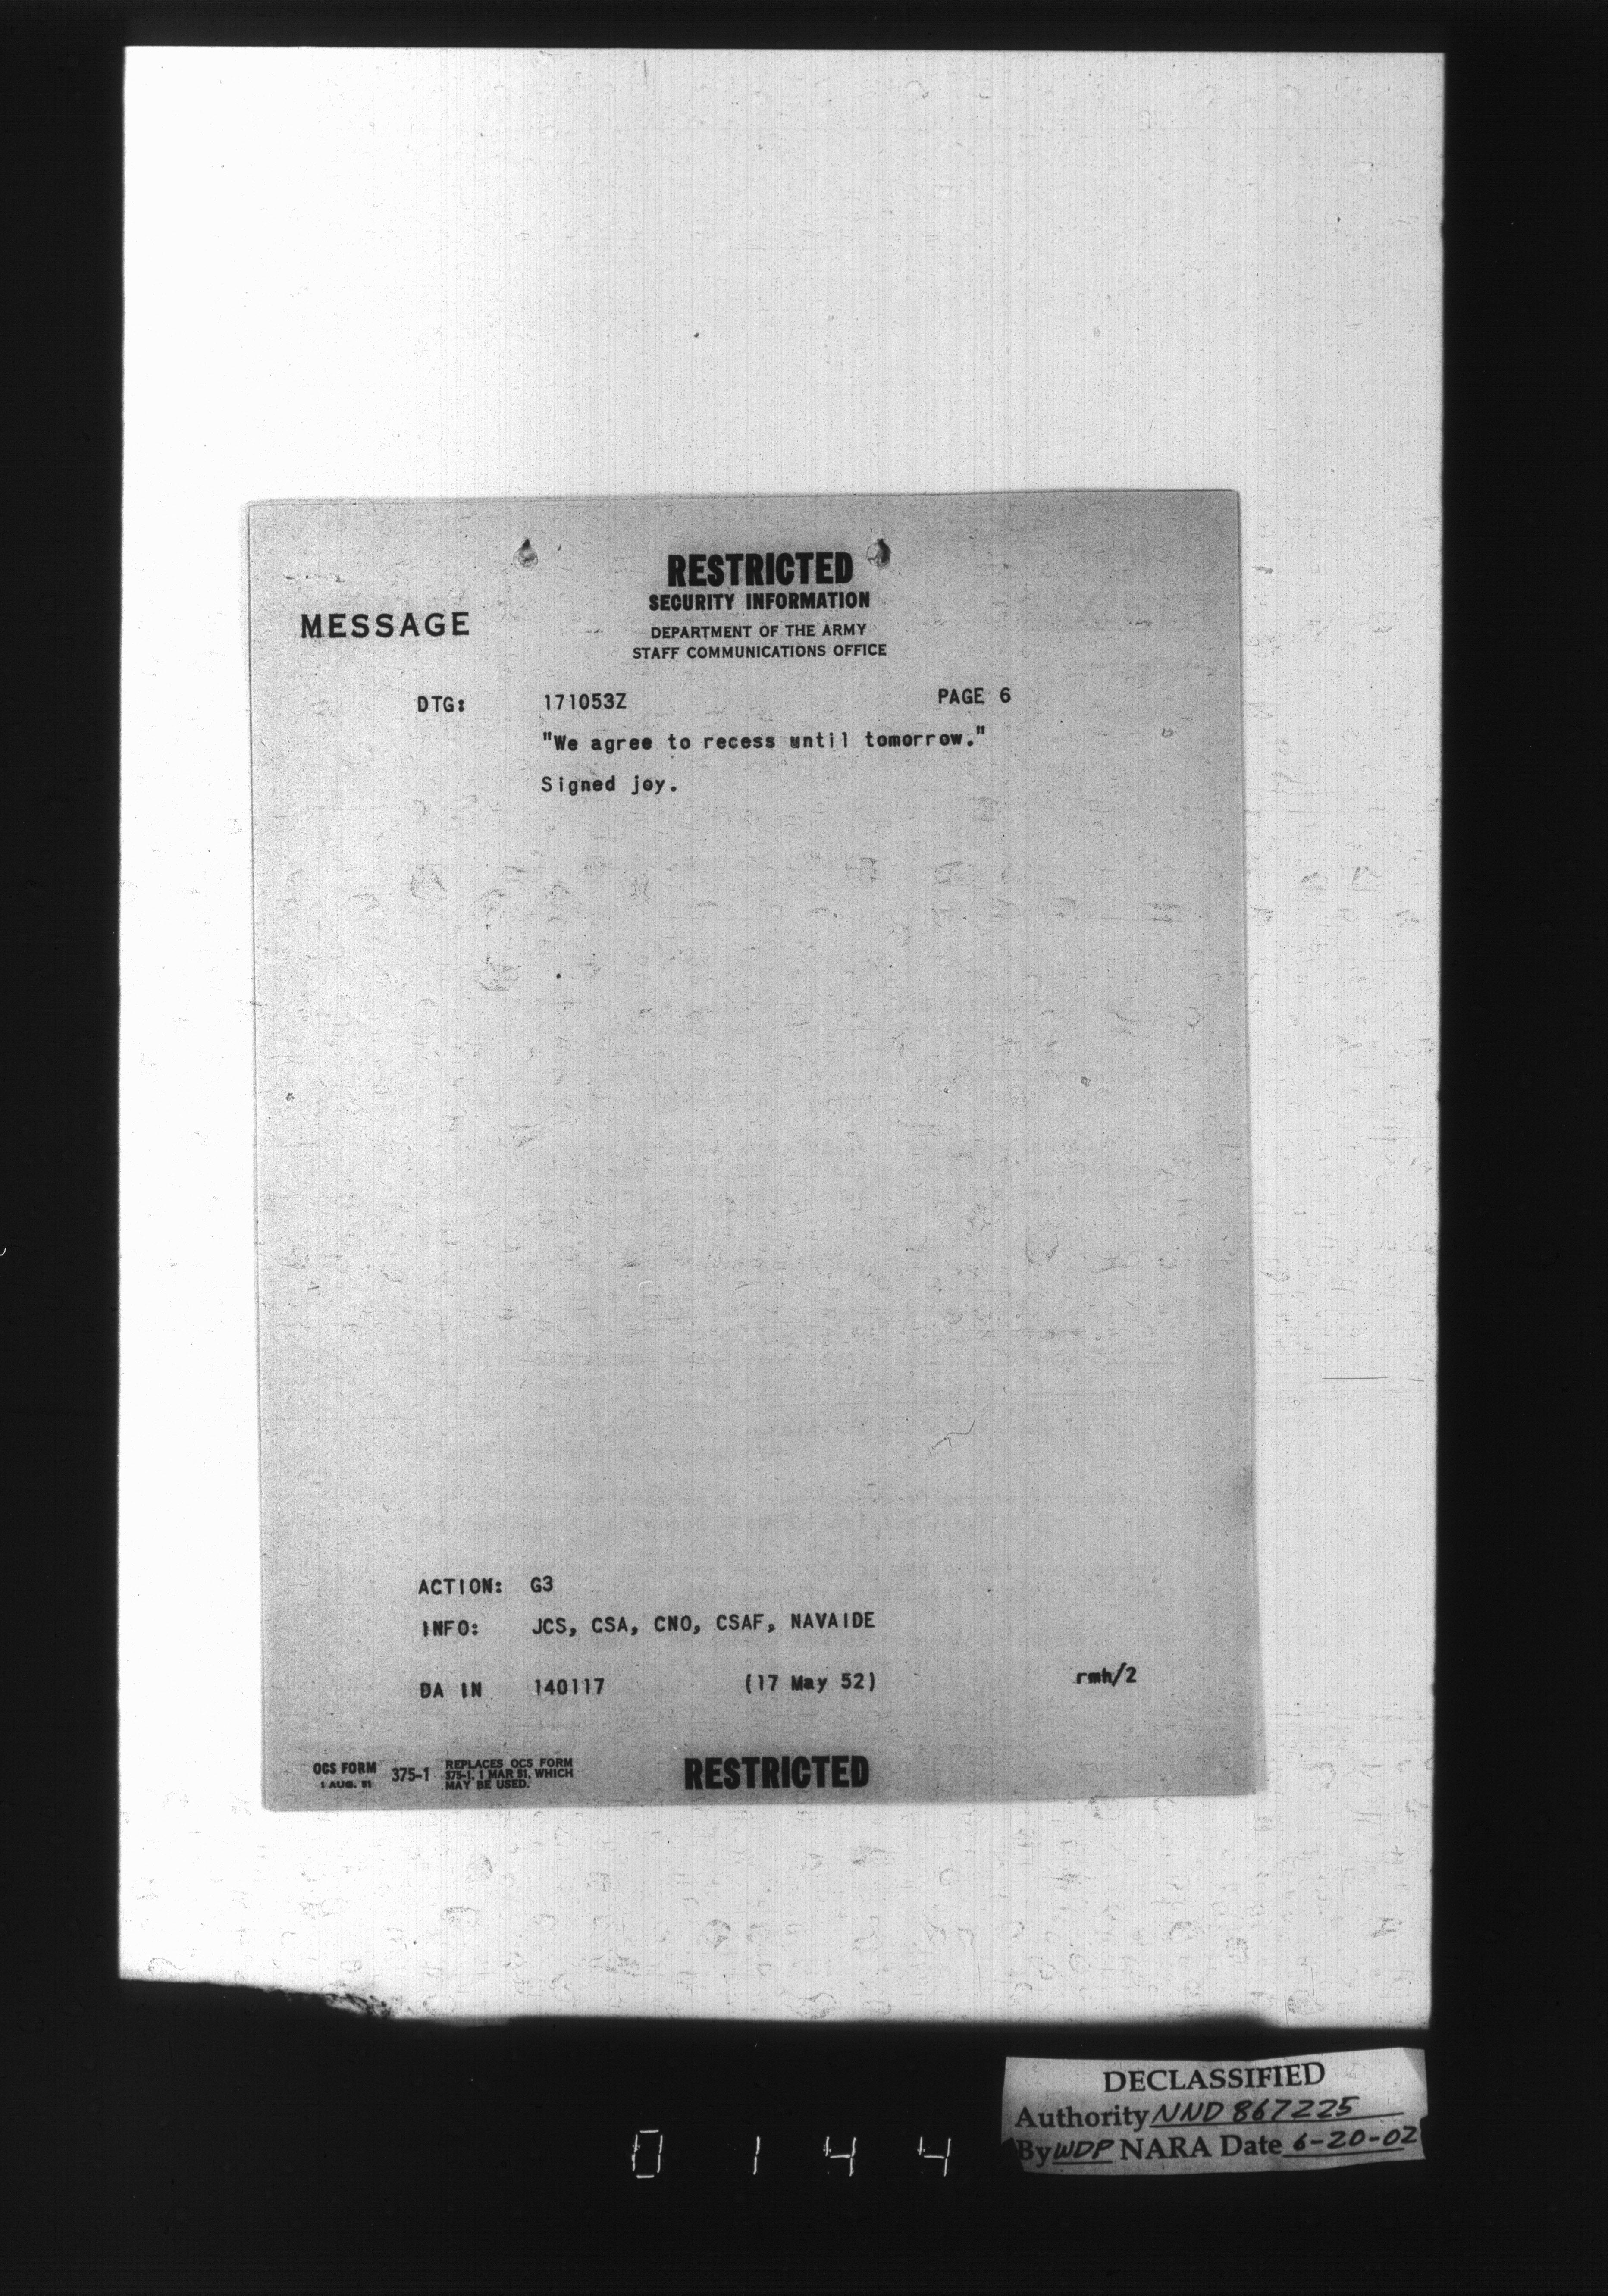 RESTRICTED
SECURITY INFORMATION
MESSAGE
DEPARTMENT OF THE ARMY
STAFF COMMUNICATIONS OFFICE
DTG: 171053Z PAGE 6
"We agree to recess until tomorrow."
Signed joy.
ACTION: G3
INFO: JCS, CSA, CNO, CSAF, NAVAIDE
DA IN 140117 (17 May 52) rmh/2
OCS FORM 375-1 REPLACES OCS FORM
1 AUG. 51 375-1, 1 MAR 51, WHICH
MAY BE USED.
RESTRICTED
DECLASSIFIED
Authority NND 867225
By WDP NARA Date 6-20-02
0 1 4 4